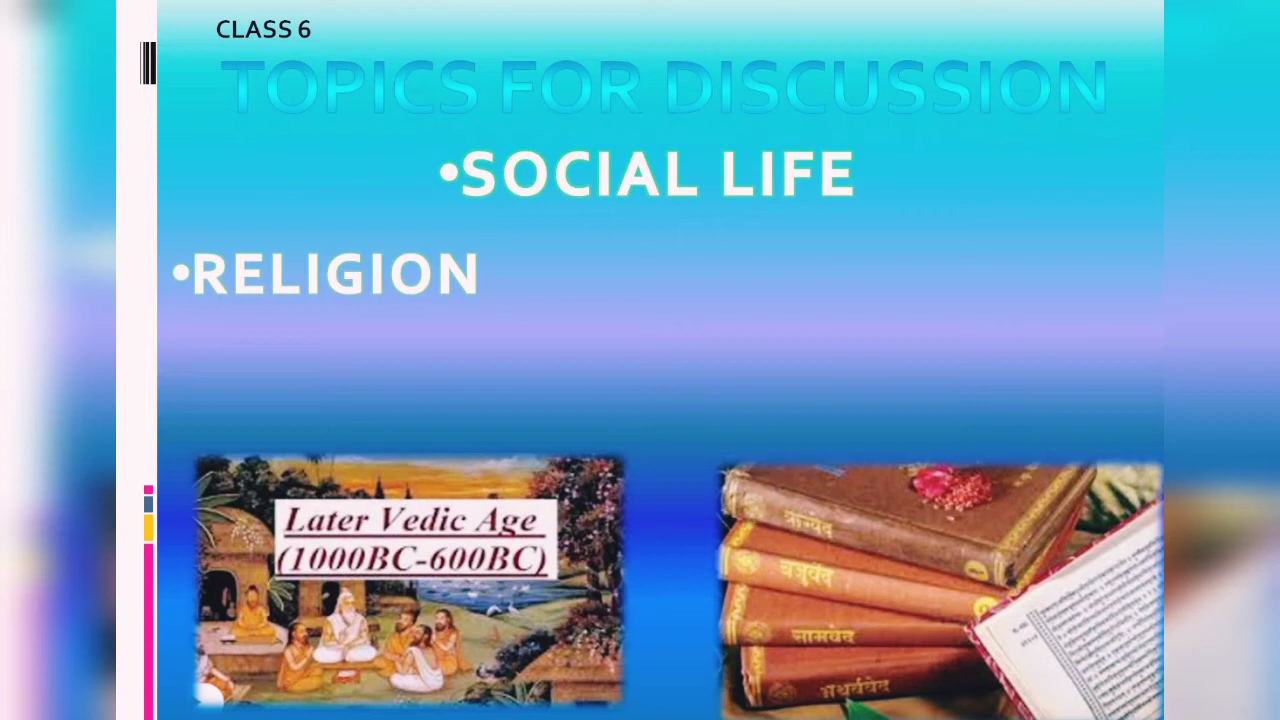 CLASS 6
TOPICS FOR DISCUSSION
•SOCIAL LIFE
•RELIGION
Later Vedic Age
(1000BC-600BC)
ऋग्वेद
यजुर्वेद
सामवेद
अथर्ववेद